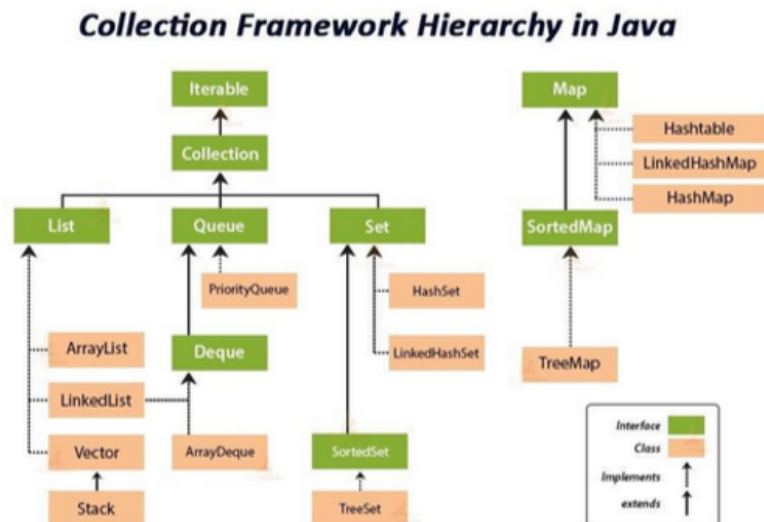 Collection Framework Hierarchy in Java
Iterable
Map
Hashtable
Collection
LinkedHashMap
HashMap
List
Queue
Set
SortedMap
PriorityQueue
HashSet
ArrayList
Deque
LinkedHashSet
TreeMap
LinkedList
Interface
Vector
ArrayDeque
SortedSet
Class
Implements
Stack
TreeSet
extends